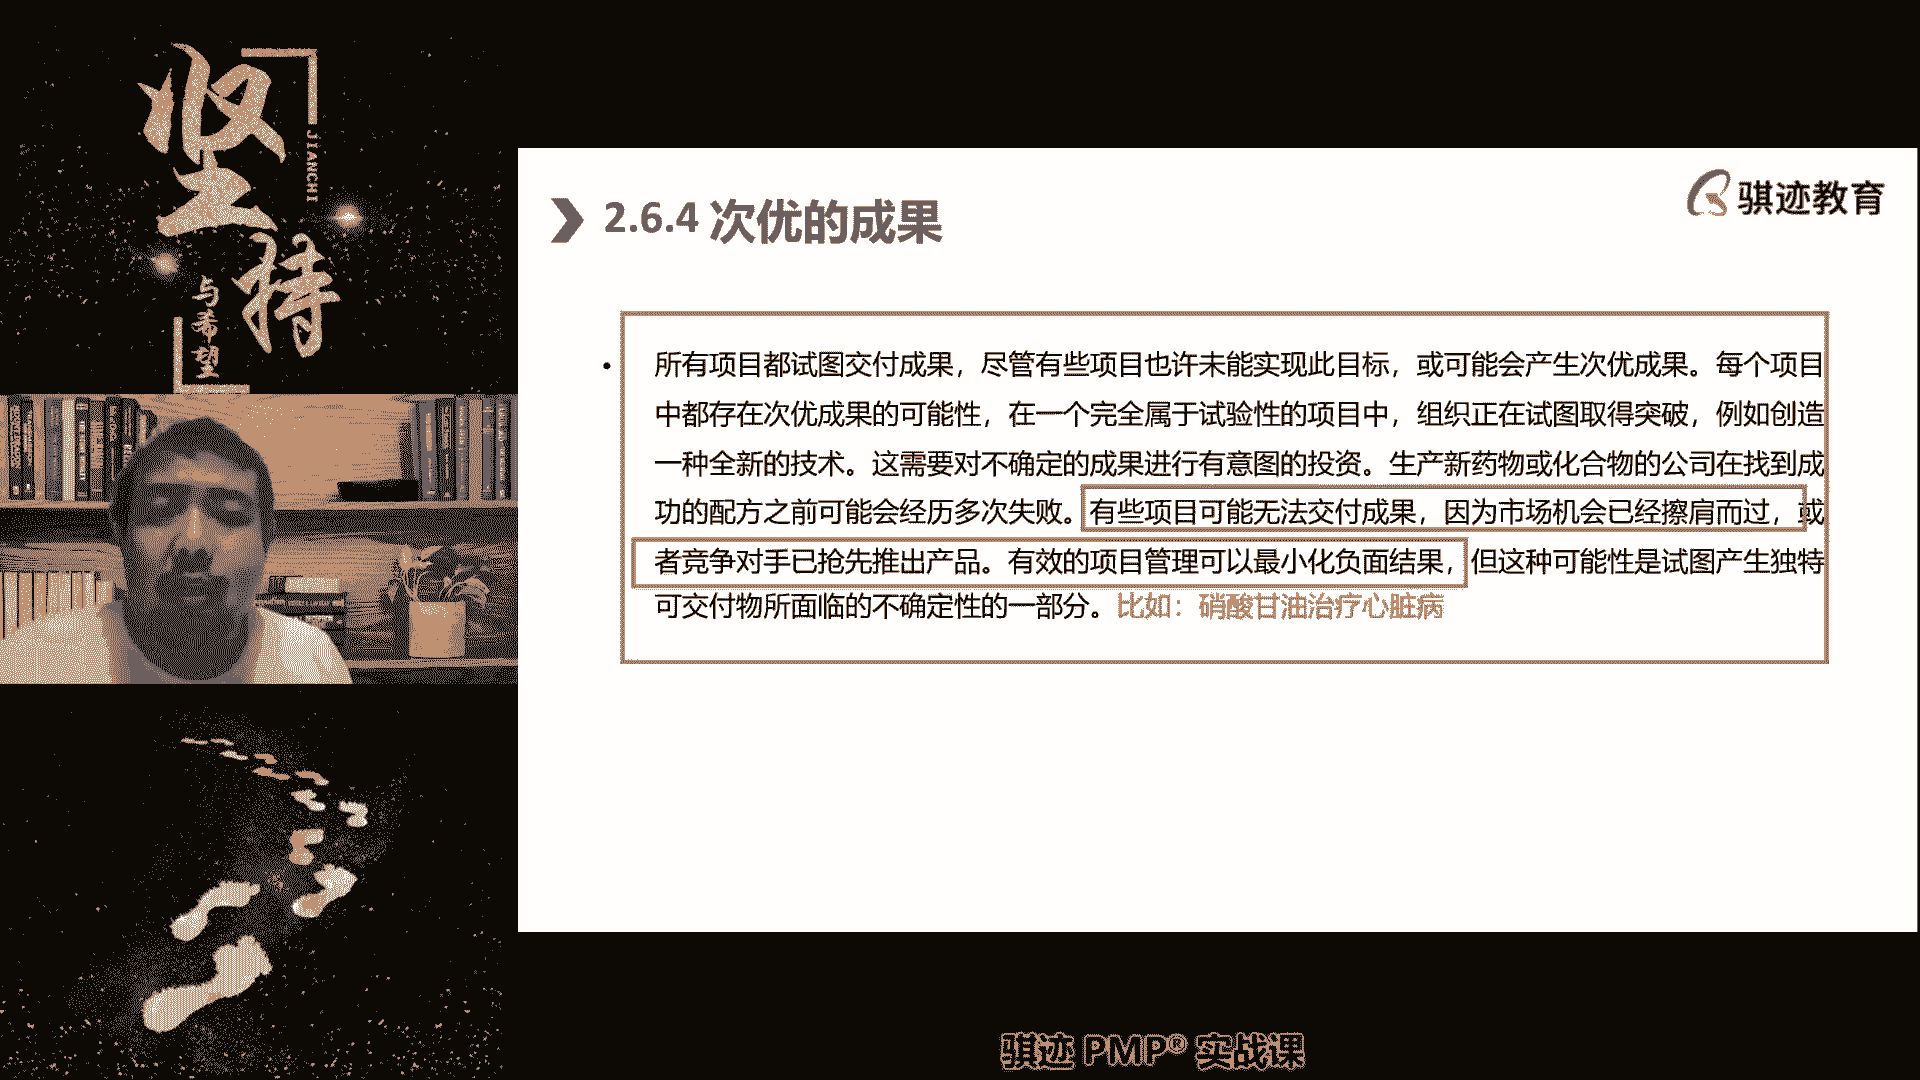 坚持
JIANCHI
与希望
骐迹教育
2.6.4 次优的成果
• 所有项目都试图交付成果，尽管有些项目也许未能实现此目标，或可能会产生次优成果。每个项目
中都存在次优成果的可能性，在一个完全属于试验性的项目中，组织正在试图取得突破，例如创造
一种全新的技术。这需要对不确定的成果进行有意图的投资。生产新药物或化合物的公司在找到成
功的配方之前可能会经历多次失败。有些项目可能无法交付成果，因为市场机会已经擦肩而过，或
者竞争对手已抢先推出产品。有效的项目管理可以最小化负面结果，但这种可能性是试图产生独特
可交付物所面临的不确定性的一部分。比如：硝酸甘油治疗心脏病
骐迹 PMP® 实战课